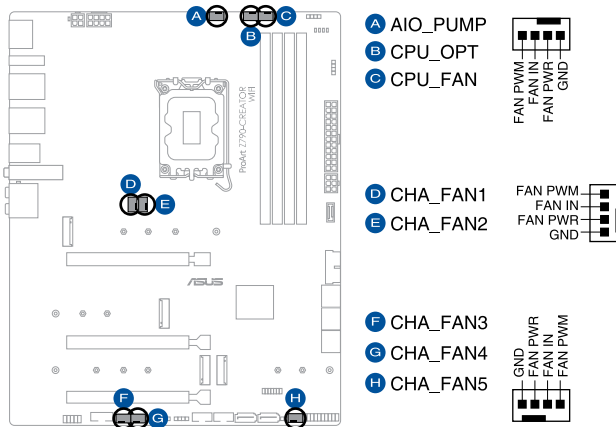 A AIO_PUMP
B CPU_OPT
C CPU_FAN
FAN PWM
FAN IN
FAN PWR
GND
A
B
C
ProArt Z790-CREATOR
WIFI
D
E
D CHA_FAN1
E CHA_FAN2
FAN PWM
FAN IN
FAN PWR
GND
ASUS
F CHA_FAN3
G CHA_FAN4
H CHA_FAN5
GND
FAN PWR
FAN IN
FAN PWM
F
G
H